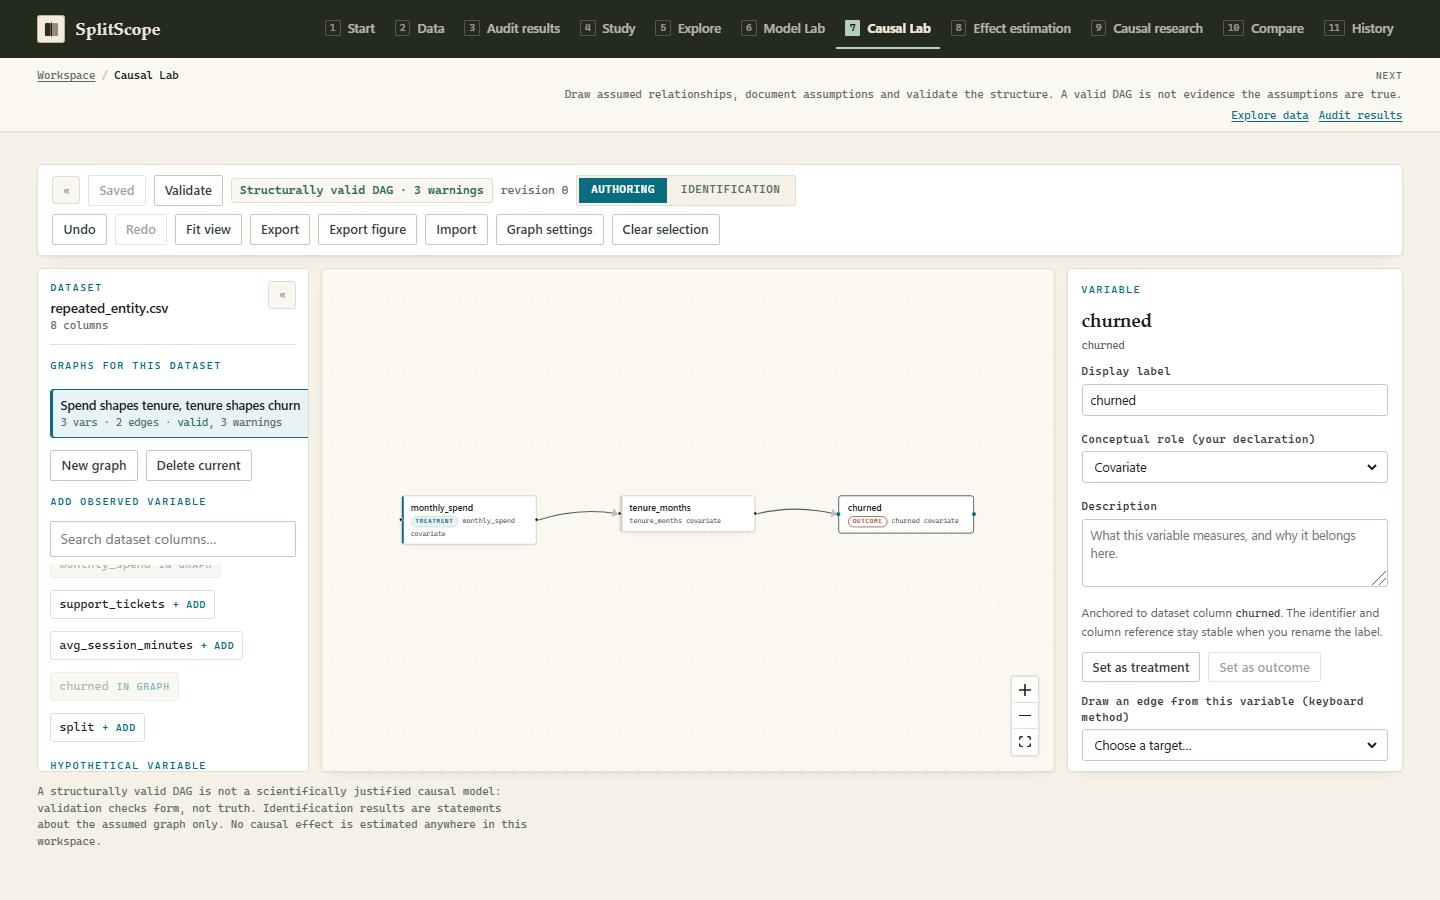 SplitScope
1 Start
2 Data
3 Audit results
4 Study
5 Explore
6 Model Lab
7 Causal Lab
8 Effect estimation
9 Causal research
10 Compare
11 History
Workspace / Causal Lab
NEXT
Draw assumed relationships, document assumptions and validate the structure. A valid DAG is not evidence the assumptions are true.
Explore data Audit results
« Saved Validate Structurally valid DAG · 3 warnings revision 0 AUTHORING IDENTIFICATION
Undo Redo Fit view Export Export figure Import Graph settings Clear selection
DATASET
«
repeated_entity.csv
8 columns
GRAPHS FOR THIS DATASET
Spend shapes tenure, tenure shapes churn
3 vars · 2 edges · valid, 3 warnings
New graph Delete current
ADD OBSERVED VARIABLE
Search dataset columns...
monthly_spend IN GRAPH
support_tickets + ADD
avg_session_minutes + ADD
churned IN GRAPH
split + ADD
HYPOTHETICAL VARIABLE
monthly_spend
TREATMENT monthly_spend
covariate
tenure_months
tenure_months covariate
churned
OUTCOME churned covariate
VARIABLE
churned
churned
Display label
churned
Conceptual role (your declaration)
Covariate
Description
What this variable measures, and why it belongs
here.
Anchored to dataset column churned. The identifier and
column reference stay stable when you rename the label.
Set as treatment Set as outcome
Draw an edge from this variable (keyboard
method)
Choose a target...
A structurally valid DAG is not a scientifically justified causal model:
validation checks form, not truth. Identification results are statements
about the assumed graph only. No causal effect is estimated anywhere in this
workspace.